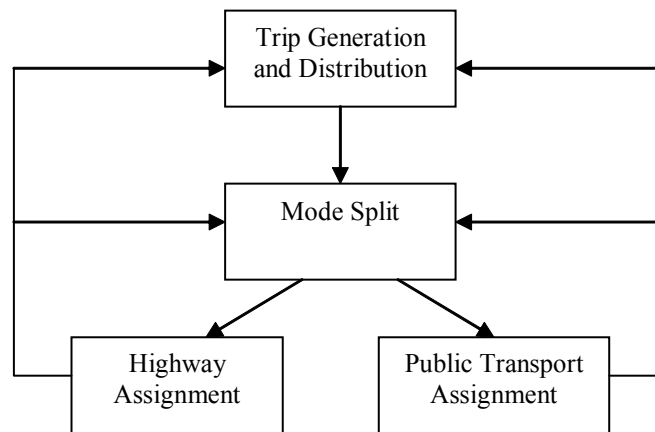 Trip Generation
and Distribution
Mode Split
Highway
Assignment
Public Transport
Assignment